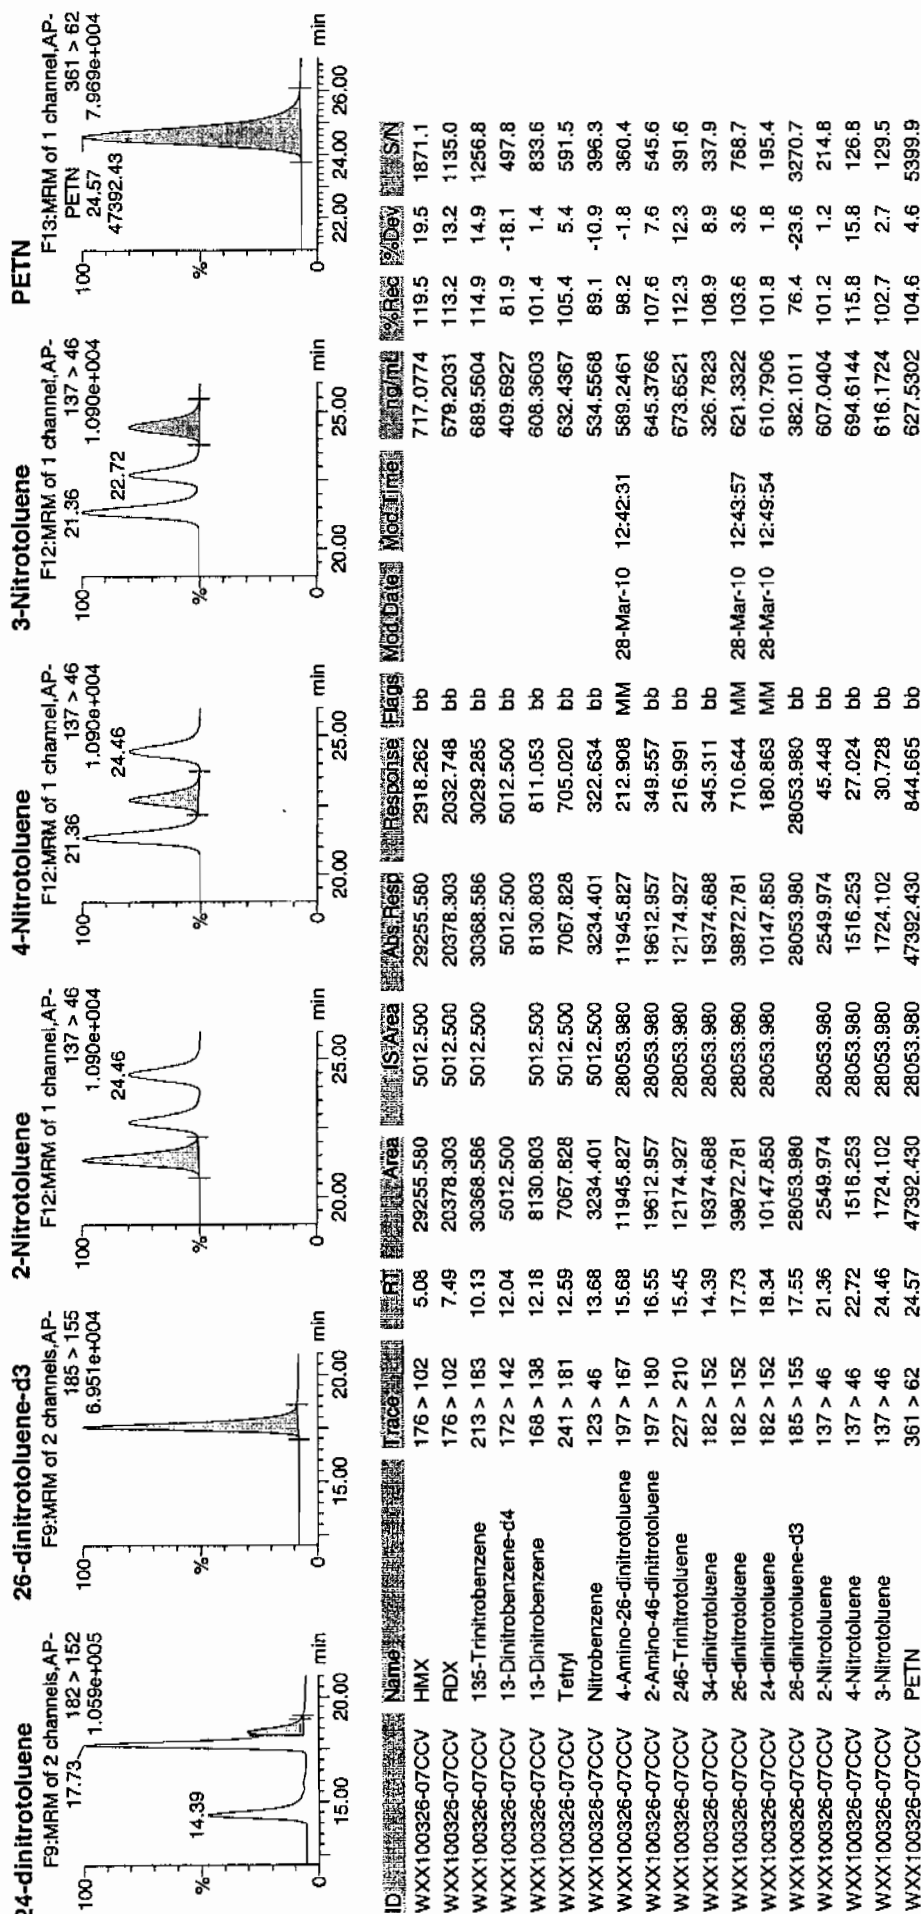 24-dinitrotoluene
F9:MRM of 2 channels,AP-
182 > 152
1.059e+005
17.73
14.39
100
%
0
15.00
20.00
min
26-dinitrotoluene-d3
F9:MRM of 2 channels,AP-
185 > 155
6.951e+004
100
%
0
15.00
20.00
min
2-Nitrotoluene
F12:MRM of 1 channel,AP-
137 > 46
1.090e+004
24.46
100
%
0
20.00
25.00
min
4-Nitrotoluene
F12:MRM of 1 channel,AP-
137 > 46
1.090e+004
21.36
24.46
100
%
0
20.00
25.00
min
3-Nitrotoluene
F12:MRM of 1 channel,AP-
137 > 46
1.090e+004
21.36
22.72
100
%
0
20.00
25.00
min
PETN
F13:MRM of 1 channel,AP-
PETN
24.57
47392.43
361 > 62
7.969e+004
100
%
0
22.00
24.00
26.00
min
ID Name Trace RT Area IS Area Abs.Resp Response Flags Mod.Date Mod.Time ng/mL %Rec %Dev S/N
WXX100326-07CCV HMX 176 > 102 5.08 29255.580 5012.500 29255.580 2918.262 bb 717.0774 119.5 19.5 1871.1
WXX100326-07CCV RDX 176 > 102 7.49 20378.303 5012.500 20378.303 2032.748 bb 679.2031 113.2 13.2 1135.0
WXX100326-07CCV 135-Trinitrobenzene 213 > 183 10.13 30368.586 5012.500 30368.586 3029.285 bb 689.5604 114.9 14.9 1256.8
WXX100326-07CCV 13-Dinitrobenzene-d4 172 > 142 12.04 5012.500 5012.500 5012.500 bb 409.6927 81.9 -18.1 497.8
WXX100326-07CCV 13-Dinitrobenzene 168 > 138 12.18 8130.803 5012.500 8130.803 811.053 bb 608.3603 101.4 1.4 833.6
WXX100326-07CCV Tetryl 241 > 181 12.59 7067.828 5012.500 7067.828 705.020 bb 632.4367 105.4 5.4 591.5
WXX100326-07CCV Nitrobenzene 123 > 46 13.68 3234.401 5012.500 3234.401 322.634 bb 534.5568 89.1 -10.9 396.3
WXX100326-07CCV 4-Amino-26-dinitrotoluene 197 > 167 15.68 11945.827 28053.980 11945.827 212.908 MM 28-Mar-10 12:42:31 589.2461 98.2 -1.8 360.4
WXX100326-07CCV 2-Amino-46-dinitrotoluene 197 > 180 16.55 19612.957 28053.980 19612.957 349.557 bb 645.3766 107.6 7.6 545.6
WXX100326-07CCV 246-Trinitrotoluene 227 > 210 15.45 12174.927 28053.980 12174.927 216.991 bb 673.6521 112.3 12.3 391.6
WXX100326-07CCV 34-dinitrotoluene 182 > 152 14.39 19374.688 28053.980 19374.688 345.311 bb 326.7823 108.9 8.9 337.9
WXX100326-07CCV 26-dinitrotoluene 182 > 152 17.73 39872.781 28053.980 39872.781 710.644 MM 28-Mar-10 12:43:57 621.3322 103.6 3.6 768.7
WXX100326-07CCV 24-dinitrotoluene 182 > 152 18.34 10147.850 28053.980 10147.850 180.863 MM 28-Mar-10 12:49:54 610.7906 101.8 1.8 195.4
WXX100326-07CCV 26-dinitrotoluene-d3 185 > 155 17.55 28053.980 28053.980 28053.980 bb 382.1011 76.4 -23.6 3270.7
WXX100326-07CCV 2-Nitrotoluene 137 > 46 21.36 2549.974 28053.980 2549.974 45.448 bb 607.0404 101.2 1.2 214.8
WXX100326-07CCV 4-Nitrotoluene 137 > 46 22.72 1516.253 28053.980 1516.253 27.024 bb 694.6144 115.8 15.8 126.8
WXX100326-07CCV 3-Nitrotoluene 137 > 46 24.46 1724.102 28053.980 1724.102 30.728 bb 616.1724 102.7 2.7 129.5
WXX100326-07CCV PETN 361 > 62 24.57 47392.430 28053.980 47392.430 844.655 bb 627.5302 104.6 4.6 5399.9